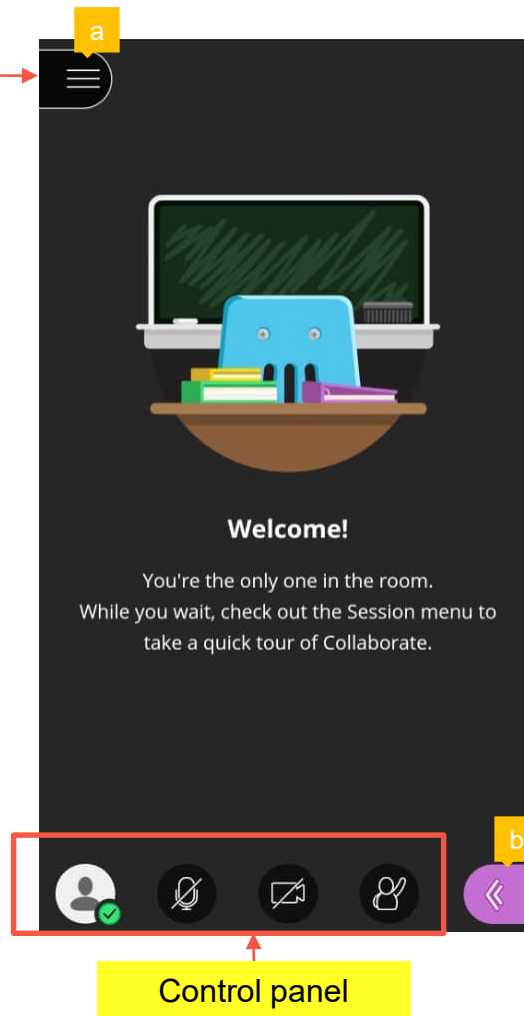 a
Welcome!
You're the only one in the room.
While you wait, check out the Session menu to
take a quick tour of Collaborate.
b
Control panel